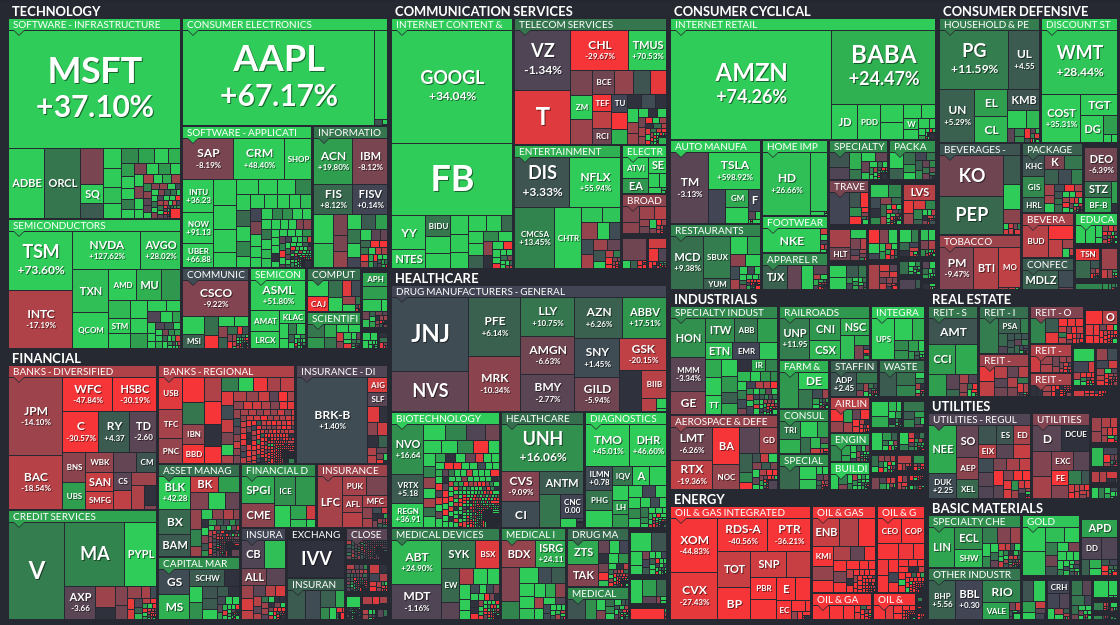 TECHNOLOGY
SOFTWARE - INFRASTRUCTURE
MSFT
+37.10%
ADBE
ORCL
SQ
CONSUMER ELECTRONICS
AAPL
+67.17%
SOFTWARE - APPLICATI
SAP
-8.19%
CRM
+48.40%
SHOP
INTU
+36.23
NOW
+91.13
UBER
+66.88
INFORMATIO
ACN
+19.80%
IBM
-8.12%
FIS
+8.12%
FISV
+0.14%
SEMICONDUCTORS
TSM
+73.60%
NVDA
+127.62%
AVGO
+28.02%
INTC
-17.19%
TXN
AMD
MU
QCOM
STM
COMMUNIC
CSCO
-9.22%
MSI
SEMICON
ASML
+51.80%
AMAT
KLAC
LRCX
COMPUT
CAJ
SCIENTIFI
APH
COMMUNICATION SERVICES
INTERNET CONTENT &
GOOGL
+34.04%
FB
YY
BIDU
NTES
TELECOM SERVICES
VZ
-1.34%
CHL
-29.67%
TMUS
+70.53%
T
BCE
ZM
TEF
TU
RCI
ENTERTAINMENT
DIS
+3.33%
NFLX
+55.94%
CMCSA
+13.45%
CHTR
ELECTR
ATVI
SE
EA
BROAD
CONSUMER CYCLICAL
INTERNET RETAIL
AMZN
+74.26%
BABA
+24.47%
JD
PDD
W
AUTO MANUFA
TM
-3.13%
TSLA
+598.92%
GM
F
HOME IMP
HD
+26.66%
SPECIALTY
PACKA
TRAVE
LVS
HLT
RESTAURANTS
MCD
+9.38%
SBUX
YUM
FOOTWEAR
NKE
APPAREL R
TJX
CONSUMER DEFENSIVE
HOUSEHOLD & PE
PG
+11.59%
UL
+4.55
UN
+5.29%
EL
KMB
CL
DISCOUNT ST
WMT
+28.44%
COST
+35.31%
TGT
DG
BEVERAGES -
KO
PEP
PACKAGE
KHC
K
GIS
HRL
DEO
-6.39%
STZ
BF-B
TOBACCO
PM
-9.47%
BTI
MO
BEVERA
BUD
EDUCA
TSN
CONFEC
MDLZ
FINANCIAL
BANKS - DIVERSIFIED
JPM
-14.10%
WFC
-47.84%
HSBC
-30.19%
C
-30.57%
RY
+4.37
TD
-2.60
BAC
-18.54%
BNS
WBK
CM
UBS
SAN
CS
SMFG
BANKS - REGIONAL
USB
TFC
IBN
PNC
BBD
INSURANCE - DI
BRK-B
+1.40%
AIG
SLF
ASSET MANAG
BLK
+42.28
BK
BX
BAM
FINANCIAL D
SPGI
ICE
CME
INSURANCE
LFC
PUK
AFL
MFC
CREDIT SERVICES
V
MA
PYPL
AXP
-3.66
CAPITAL MAR
GS
SCHW
MS
INSURA
CB
ALL
EXCHANG
IVV
INSURAN
CLOSE
HEALTHCARE
DRUG MANUFACTURERS - GENERAL
JNJ
PFE
+6.14%
LLY
+10.75%
AZN
+6.26%
ABBV
+17.51%
NVS
MRK
-10.34%
AMGN
-6.63%
SNY
+1.45%
GSK
-20.15%
BMY
-2.77%
GILD
-5.94%
BIIB
BIOTECHNOLOGY
NVO
+16.64
VRTX
+5.18
REGN
+36.91
HEALTHCARE
UNH
+16.06%
CVS
-9.09%
ANTM
CI
CNC
0.00
DIAGNOSTICS
TMO
+45.01%
DHR
+46.60%
ILMN
+0.78
IQV
A
PHG
LH
MEDICAL DEVICES
ABT
+24.90%
SYK
BSX
MDT
-1.16%
EW
MEDICAL I
BDX
ISRG
+24.11
DRUG MA
ZTS
TAK
MEDICAL
INDUSTRIALS
SPECIALTY INDUST
HON
ITW
ABB
ETN
EMR
MMM
-3.34%
IR
GE
TT
RAILROADS
UNP
+11.95
CNI
NSC
CSX
INTEGRA
UPS
FARM &
DE
STAFFIN
ADP
+2.45
WASTE
AIRLIN
CONSUL
TRI
ENGIN
SPECIAL
BUILDI
AEROSPACE & DEFE
LMT
-6.26%
BA
GD
RTX
-19.36%
NOC
REAL ESTATE
REIT - S
AMT
CCI
REIT - I
PSA
REIT - O
O
REIT -
REIT -
REIT -
UTILITIES
UTILITIES - REGUL
NEE
SO
ES
ED
EIX
AEP
DUK
+2.25
XEL
UTILITIES
D
DCUE
EXC
FE
ENERGY
OIL & GAS INTEGRATED
XOM
-44.83%
RDS-A
-40.56%
PTR
-36.21%
CVX
-27.43%
TOT
SNP
BP
PBR
E
EC
OIL & GAS
ENB
KMI
OIL & G
CEO
COP
OIL & GA
OIL &
BASIC MATERIALS
SPECIALTY CHE
LIN
ECL
SHW
GOLD
APD
DD
OTHER INDUSTR
BHP
+5.56
BBL
+0.30
RIO
VALE
CRH